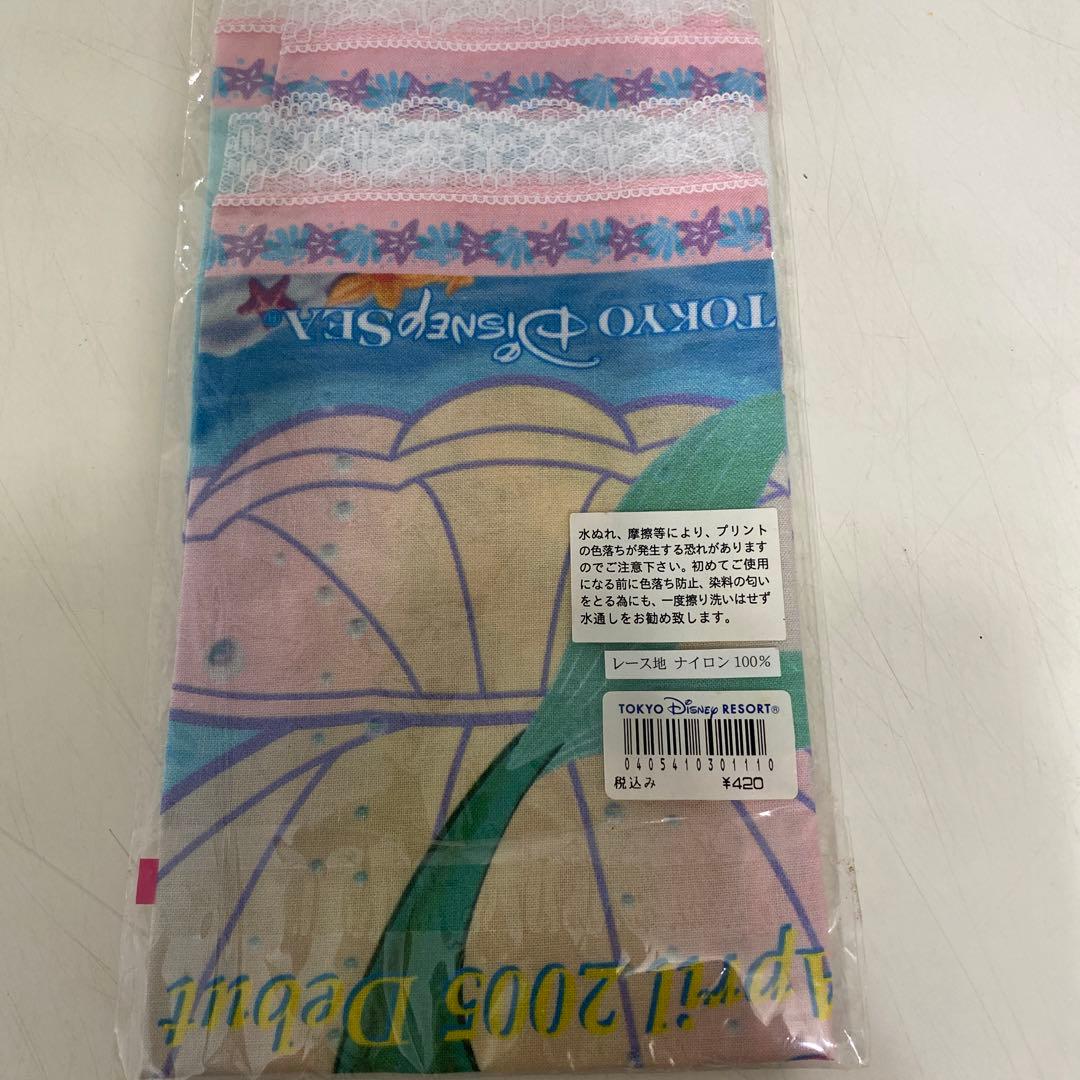 TOKYO DISNEYSEA®
水ぬれ、摩擦等により、プリント
の色落ちが発生する恐れがあります
のでご注意下さい。初めてご使用
になる前に色落ち防止、染料の匂い
をとる為にも、一度擦り洗いはせず
水通しをお勧め致します。
レース地 ナイロン100%
TOKYO Disney RESORT®
0405410301110
税込み ¥420
April 2005 Debut